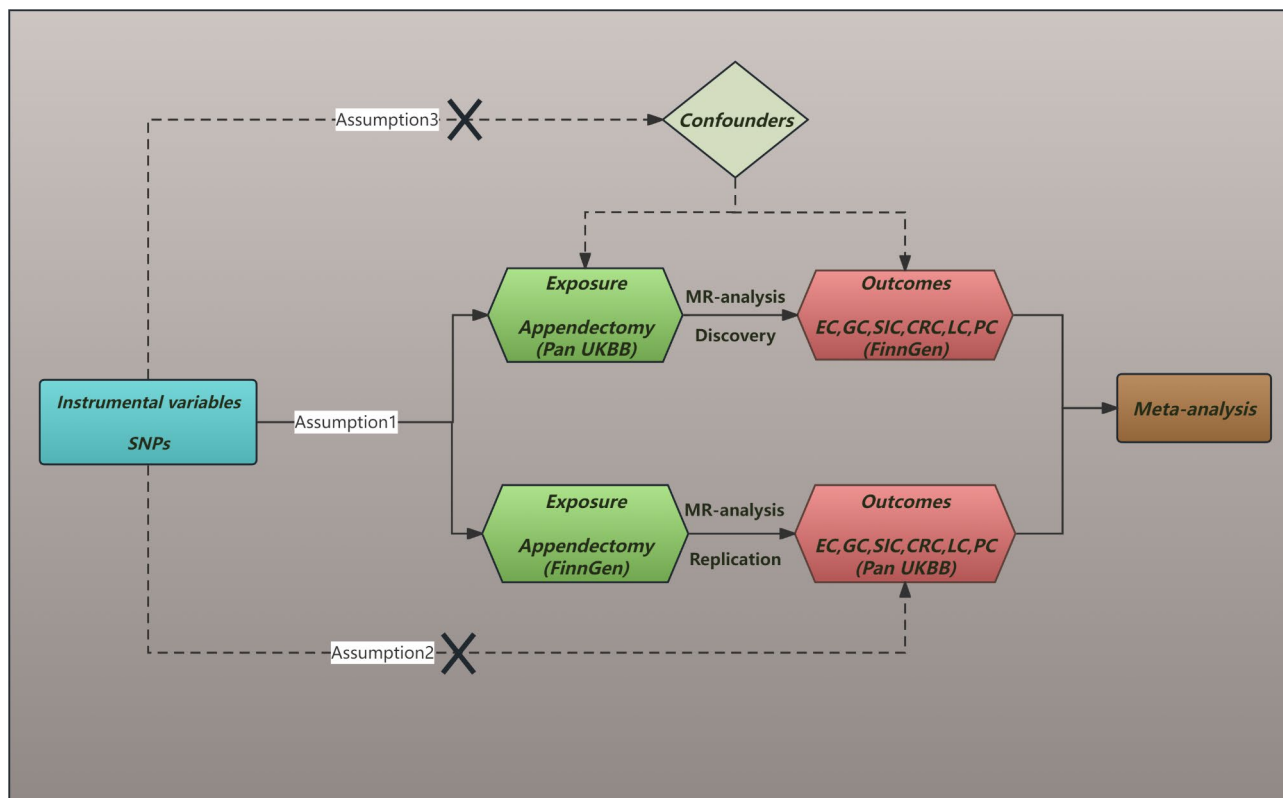 Assumption3
Confounders
Exposure
Appendectomy
(Pan UKBB)
MR-analysis
Discovery
Outcomes
EC,GC,SIC,CRC,LC,PC
(FinnGen)
Instrumental variables
SNPs
Assumption1
Meta-analysis
Exposure
Appendectomy
(FinnGen)
MR-analysis
Replication
Outcomes
EC,GC,SIC,CRC,LC,PC
(Pan UKBB)
Assumption2